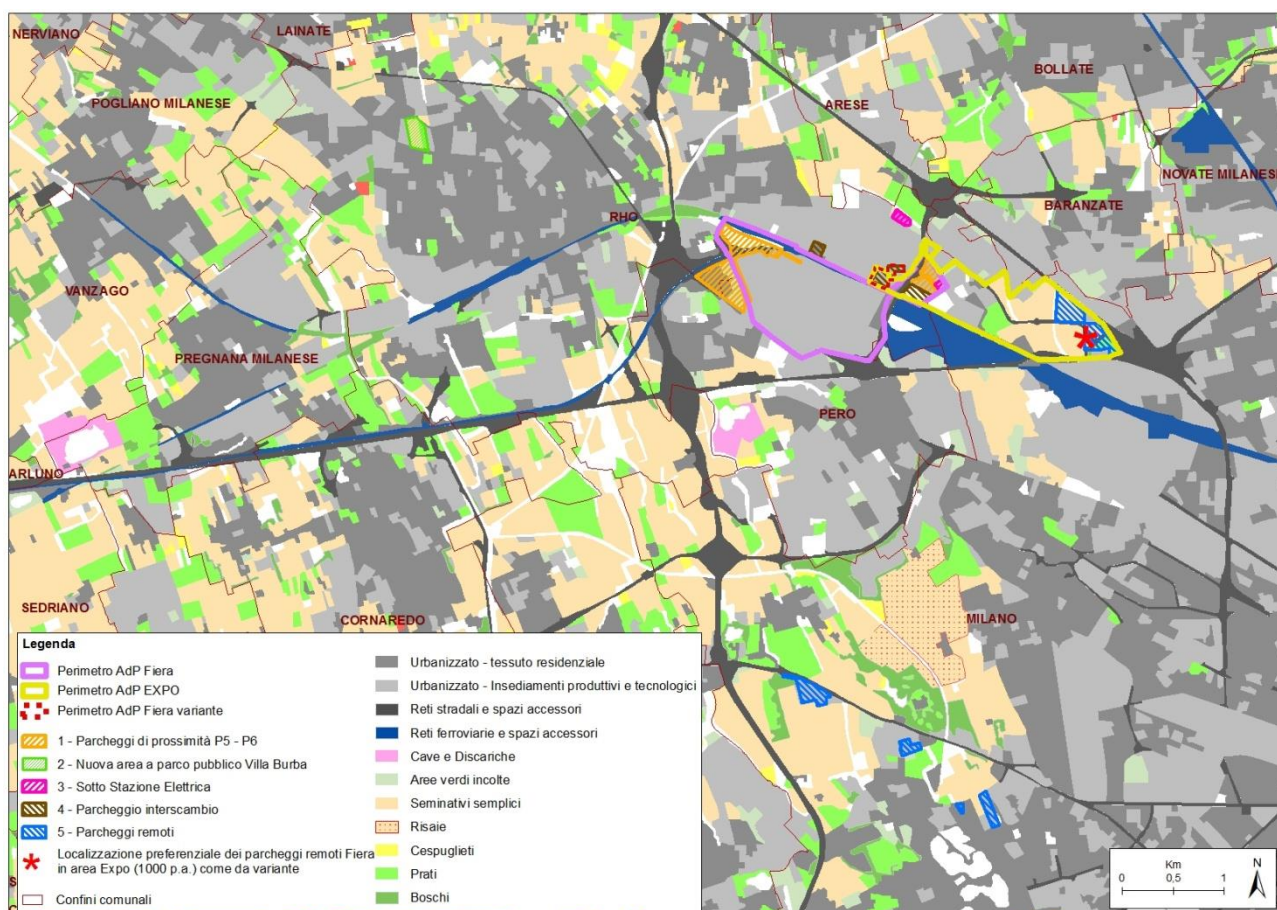 NERVIANO
LAINATE
BOLLATE
POGLIANO MILANESE
ARESE
NOVATE MILANESE
BARANZATE
RHO
VANZAGO
PREGNANA MILANESE
PERO
ARLUNO
SEDRIANO
CORNAREDO
MILANO
Legenda
Perimetro AdP Fiera
Perimetro AdP EXPO
Perimetro AdP Fiera variante
1 - Parcheggi di prossimità P5 - P6
2 - Nuova area a parco pubblico Villa Burba
3 - Sotto Stazione Elettrica
4 - Parcheggio interscambio
5 - Parcheggi remoti
Localizzazione preferenziale dei parcheggi remoti Fiera
in area Expo (1000 p.a.) come da variante
Confini comunali
Urbanizzato - tessuto residenziale
Urbanizzato - Insediamenti produttivi e tecnologici
Reti stradali e spazi accessori
Reti ferroviarie e spazi accessori
Cave e Discariche
Aree verdi incolte
Seminativi semplici
Risaie
Cespuglieti
Prati
Boschi
Km
0 0,5 1
N